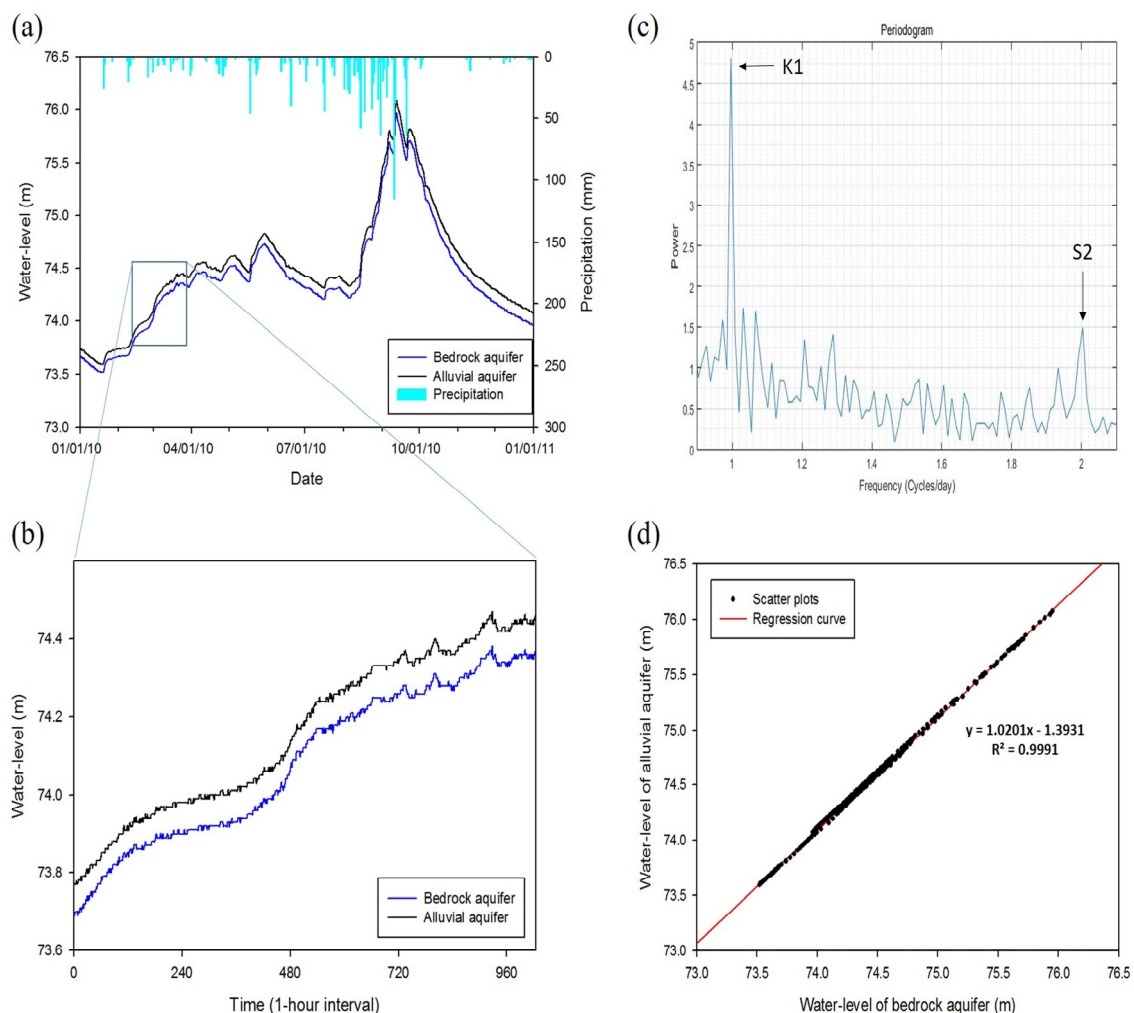 (a)
76.5
76.0
75.5
75.0
74.5
74.0
73.5
73.0
Water-level (m)
0
50
100
150
200
250
300
Precipitation (mm)
Bedrock aquifer
Alluvial aquifer
Precipitation
01/01/10 04/01/10 07/01/10 10/01/10 01/01/11
Date
(c)
Periodogram
5
4.5
4
3.5
3
2.5
2
1.5
1
0.5
0
Power
K1
S2
1 1.2 1.4 1.6 1.8 2
Frequency (Cycles/day)
(b)
74.4
74.2
74.0
73.8
73.6
Water-level (m)
Bedrock aquifer
Alluvial aquifer
0 240 480 720 960
Time (1-hour interval)
(d)
76.5
76.0
75.5
75.0
74.5
74.0
73.5
73.0
Water-level of alluvial aquifer (m)
Scatter plots
Regression curve
y = 1.0201x - 1.3931
R² = 0.9991
73.0 73.5 74.0 74.5 75.0 75.5 76.0 76.5
Water-level of bedrock aquifer (m)